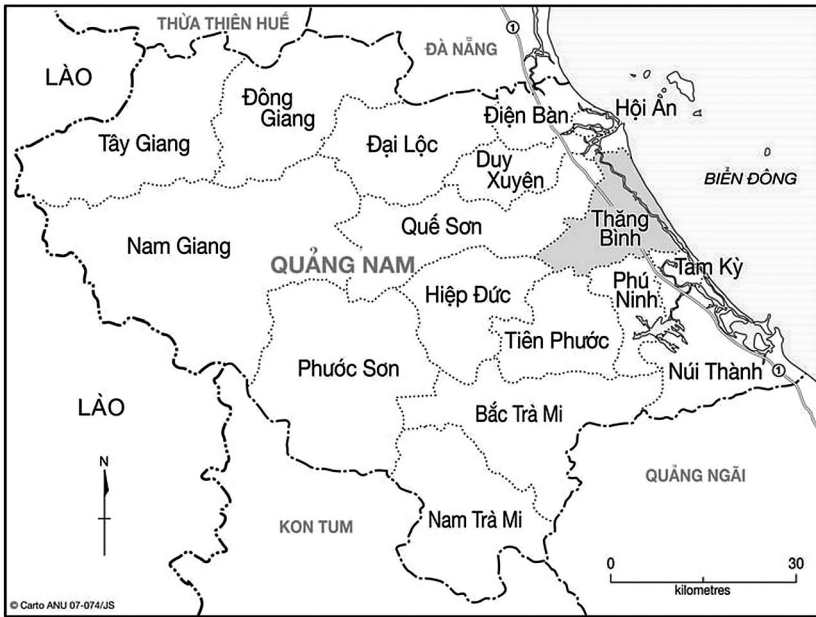 THỪA THIÊN HUẾ
ĐÀ NẴNG
1
LÀO
Đông
Giang
Tây Giang
Đại Lộc
Điện Bàn
Hội An
Duy
Xuyên
BIỂN ĐÔNG
Quế Sơn
Thăng
Bình
Nam Giang
QUẢNG NAM
Tam Kỳ
Hiệp Đức
Phú
Ninh
Tiên Phước
Phước Sơn
Núi Thành
1
LÀO
Bắc Trà Mi
N
QUẢNG NGÃI
Nam Trà Mi
KON TUM
0
30
kilometres
© Carto ANU 07-074/JS